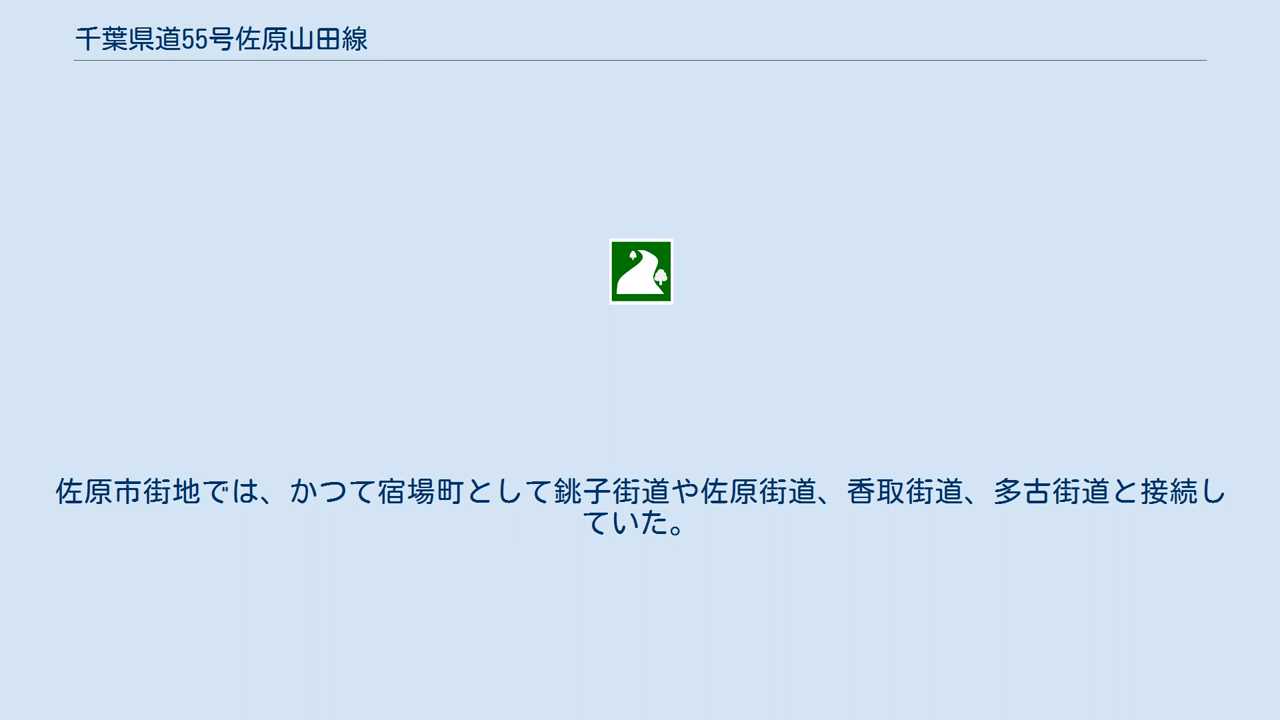 千葉県道55号佐原山田線
佐原市街地では、かつて宿場町として銚子街道や佐原街道、香取街道、多古街道と接続し
ていた。